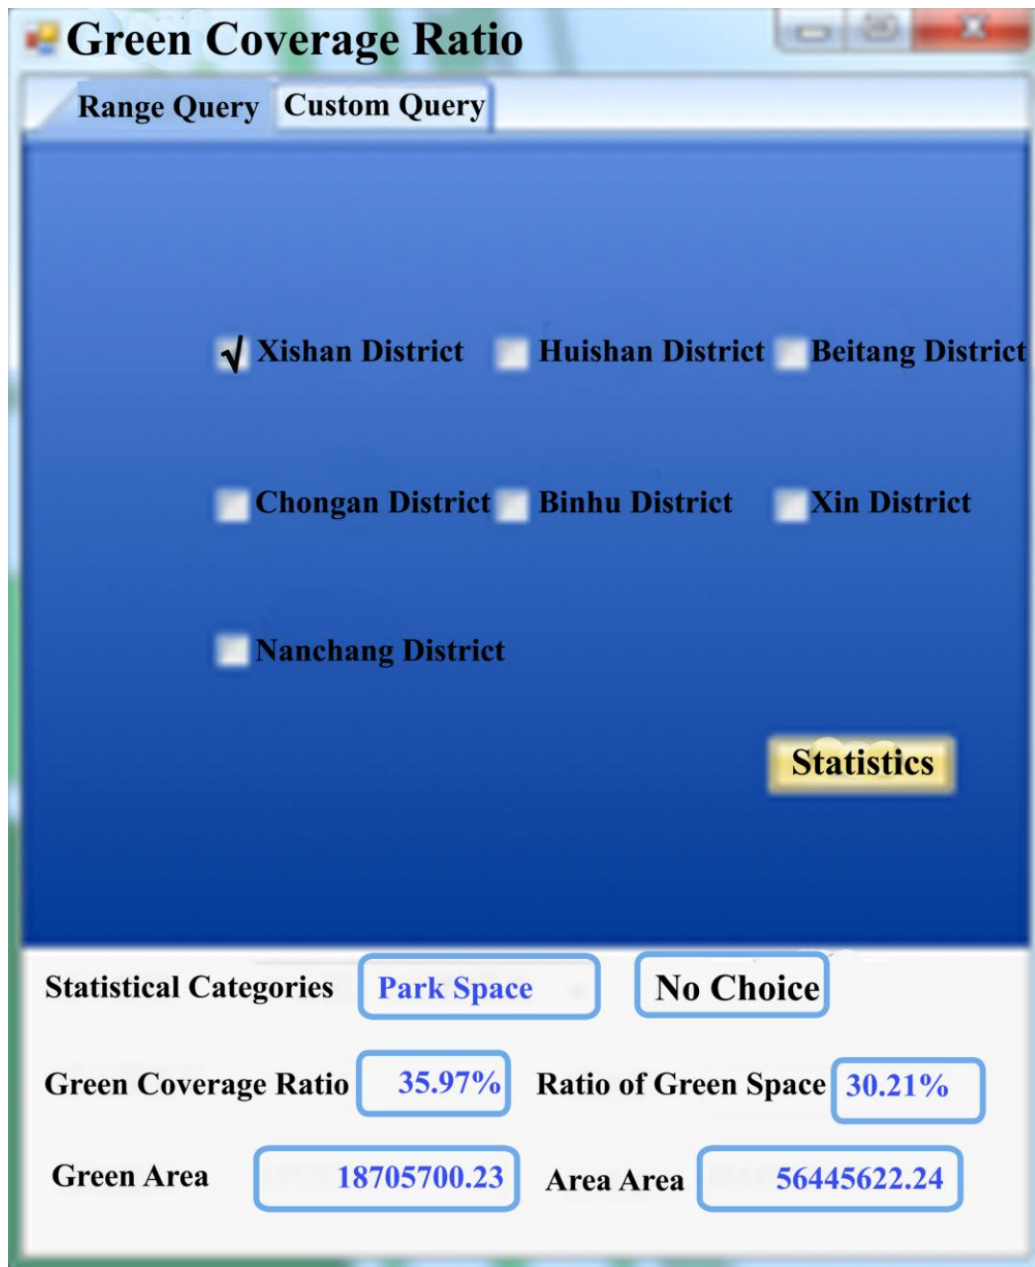 Green Coverage Ratio
Range Query Custom Query
Xishan District Huishan District Beitang District
Chongan District Binhu District Xin District
Nanchang District
Statistics
Statistical Categories Park Space No Choice
Green Coverage Ratio 35.97% Ratio of Green Space 30.21%
Green Area 18705700.23 Area Area 56445622.24